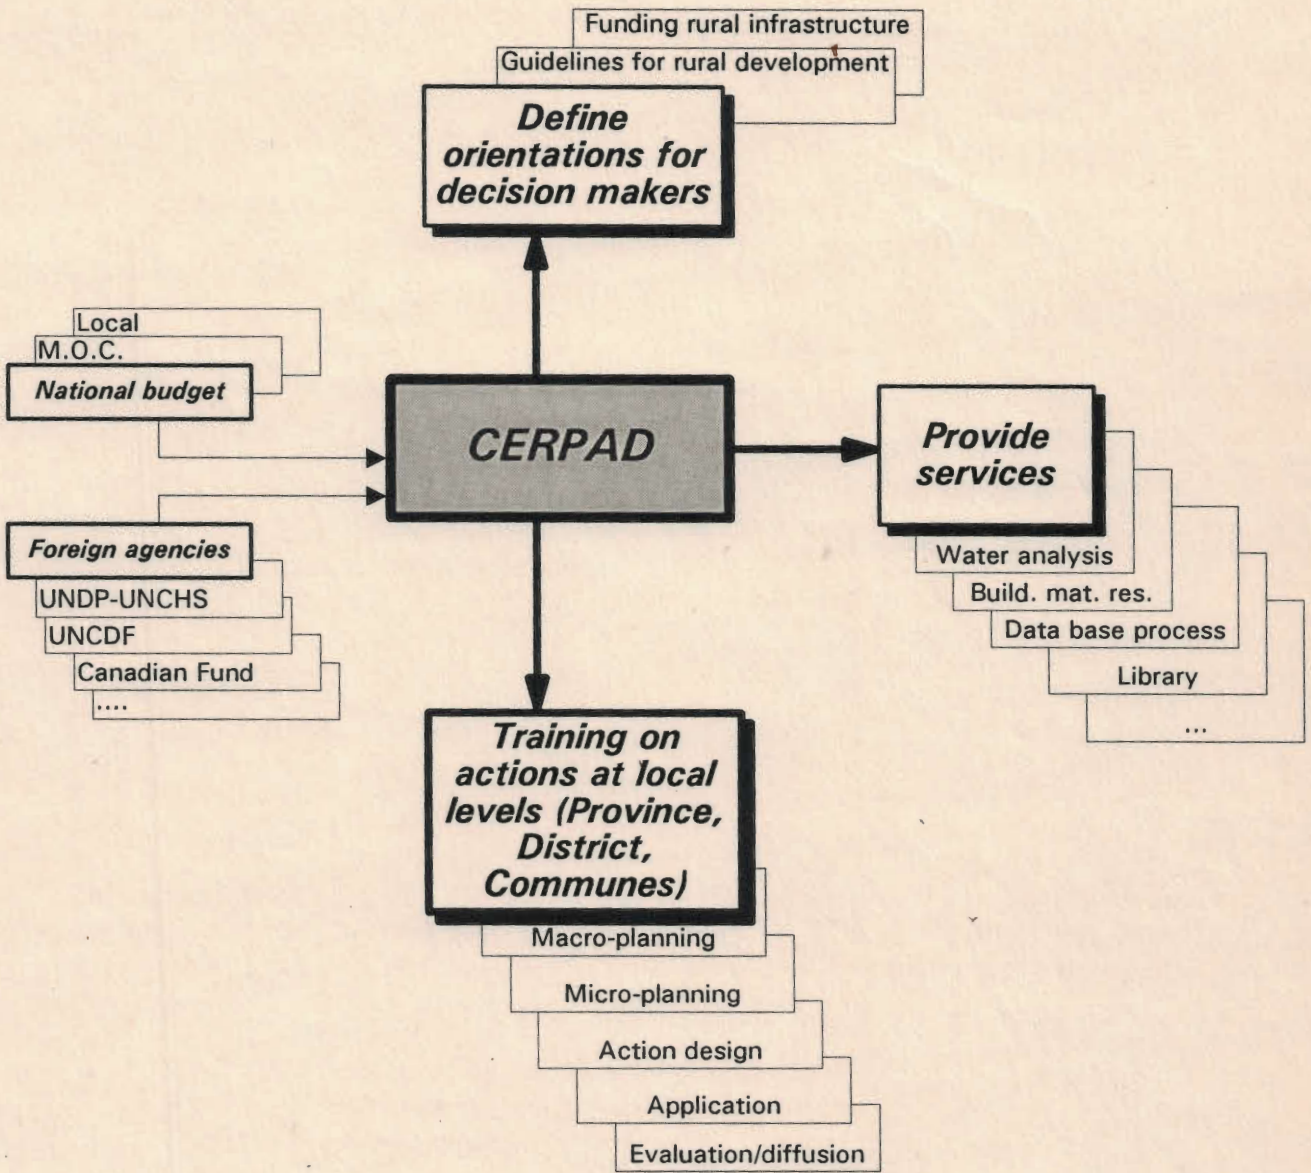 Funding rural infrastructure
Guidelines for rural development
Define
orientations for
decision makers
Local
M.O.C.
National budget
CERPAD
Provide
services
Foreign agencies
UNDP-UNCHS
UNCDF
Canadian Fund
....
Water analysis
Build. mat. res.
Data base process
Library
...
Training on
actions at local
levels (Province,
District,
Communes)
Macro-planning
Micro-planning
Action design
Application
Evaluation/diffusion